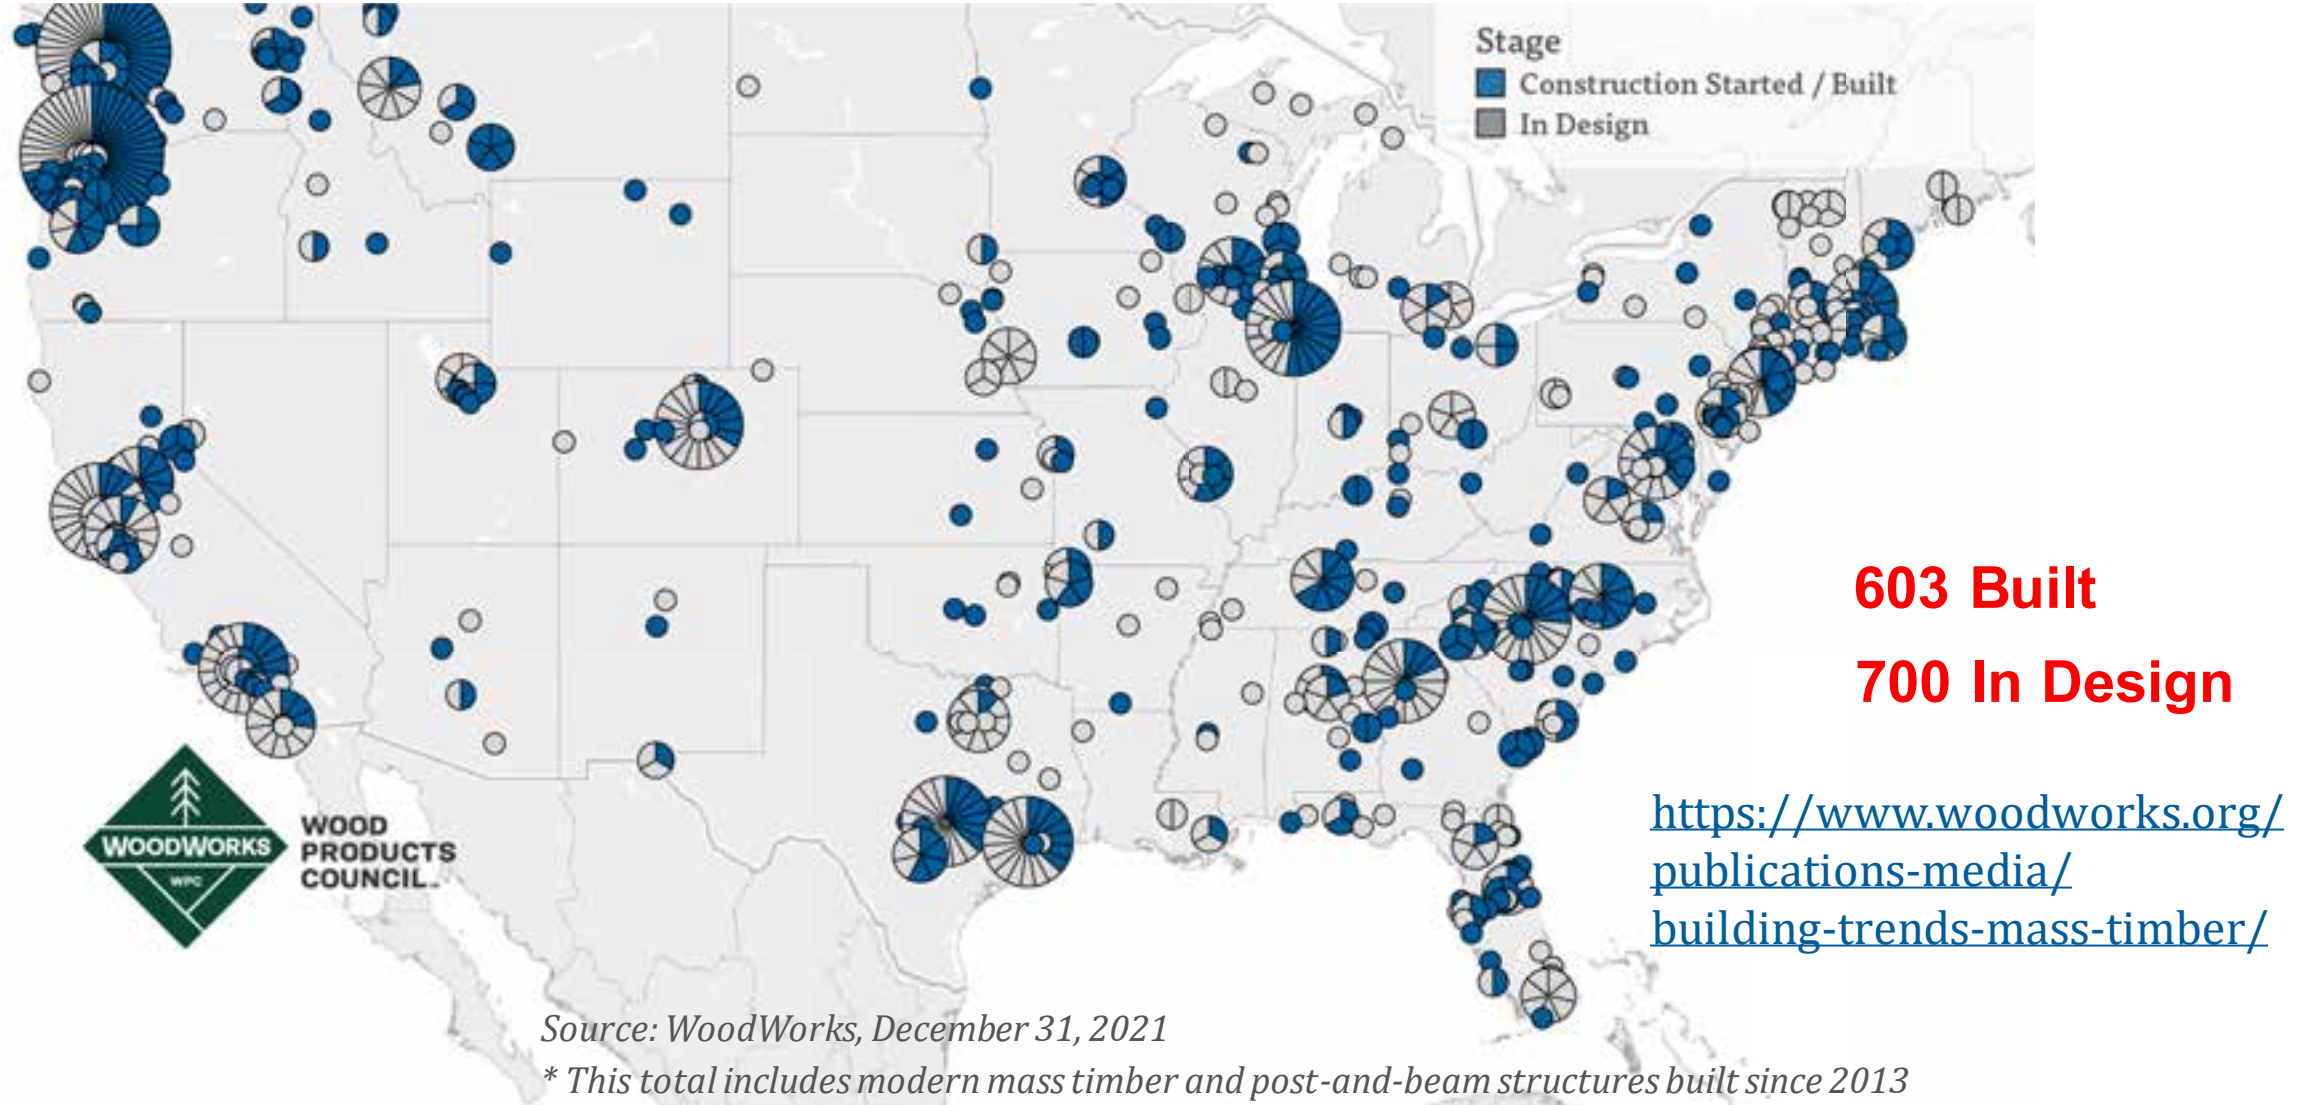 Stage
Construction Started / Built
In Design
603 Built
700 In Design
https://www.woodworks.org/
publications-media/
building-trends-mass-timber/
WOODWORKS
WPC
WOOD
PRODUCTS
COUNCIL
Source: WoodWorks, December 31, 2021
* This total includes modern mass timber and post-and-beam structures built since 2013